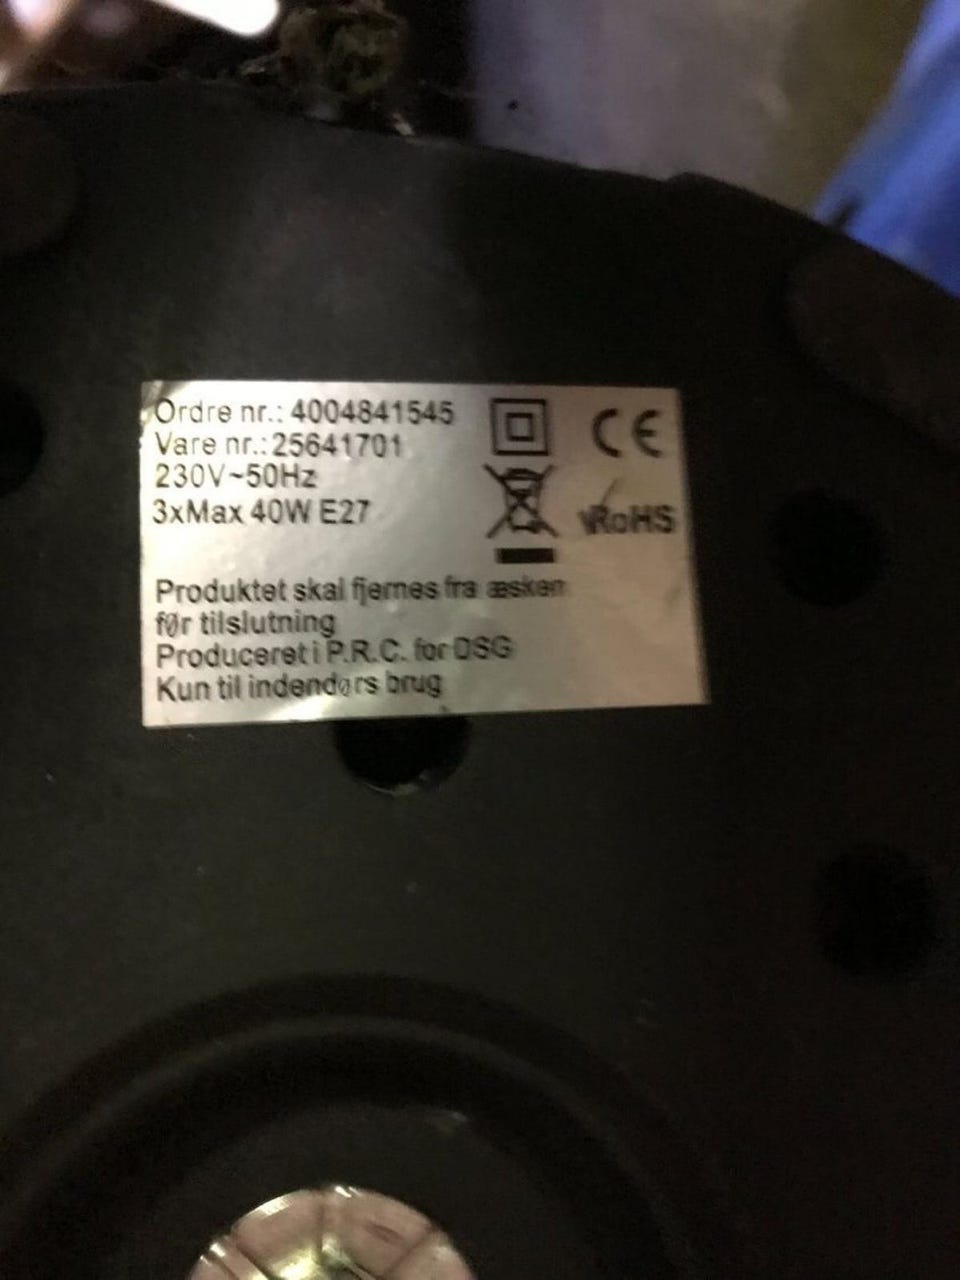 Ordre nr.: 4004841545
Vare nr.: 25641701
230V~50Hz
3xMax 40W E27
CE
RoHS
Produktet skal fjernes fra æsken
før tilslutning
Produceret i P.R.C. for DSG
Kun til indendørs brug